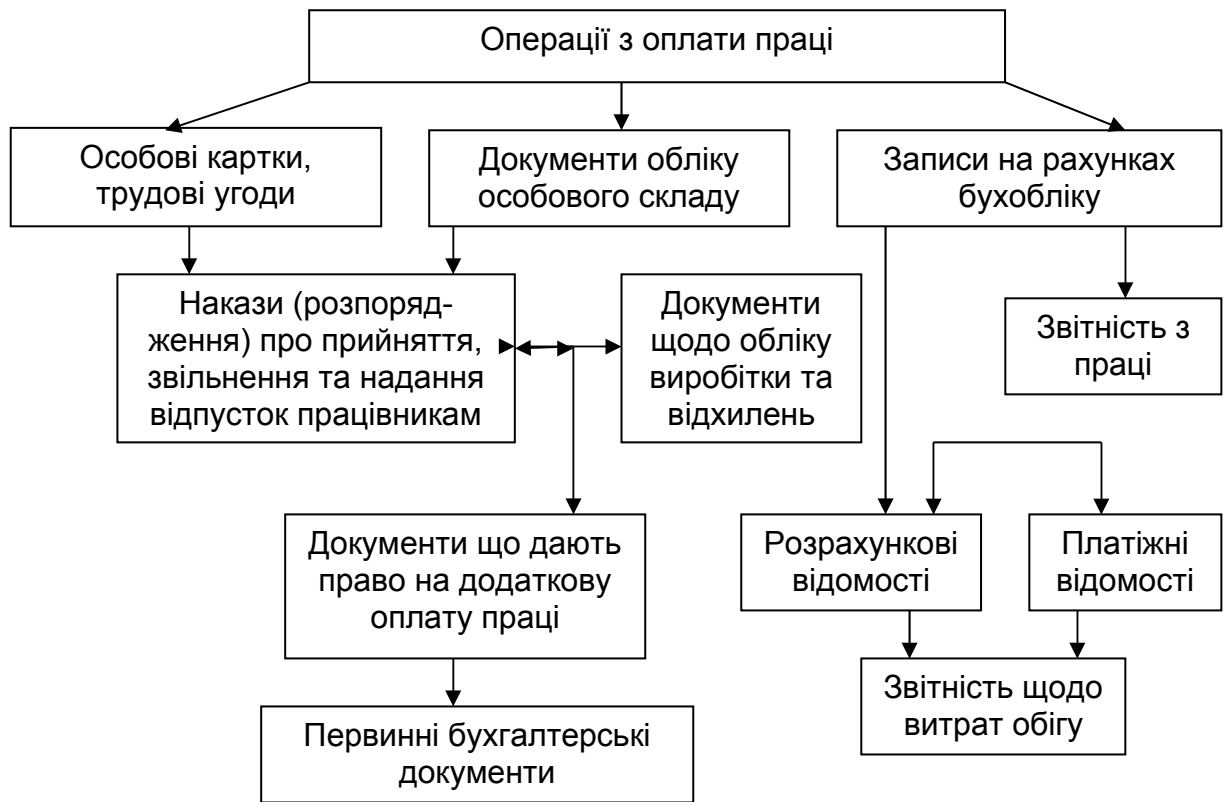 Операції з оплати праці
Особові картки,
трудові угоди
Документи обліку
особового складу
Записи на рахунках
бухобліку
Накази (розпоряд-
ження) про прийняття,
звільнення та надання
відпусток працівникам
Документи
щодо обліку
виробітки та
відхилень
Звітність з
праці
Документи що дають
право на додаткову
оплату праці
Розрахункові
відомості
Платіжні
відомості
Первинні бухгалтерські
документи
Звітність щодо
витрат обігу